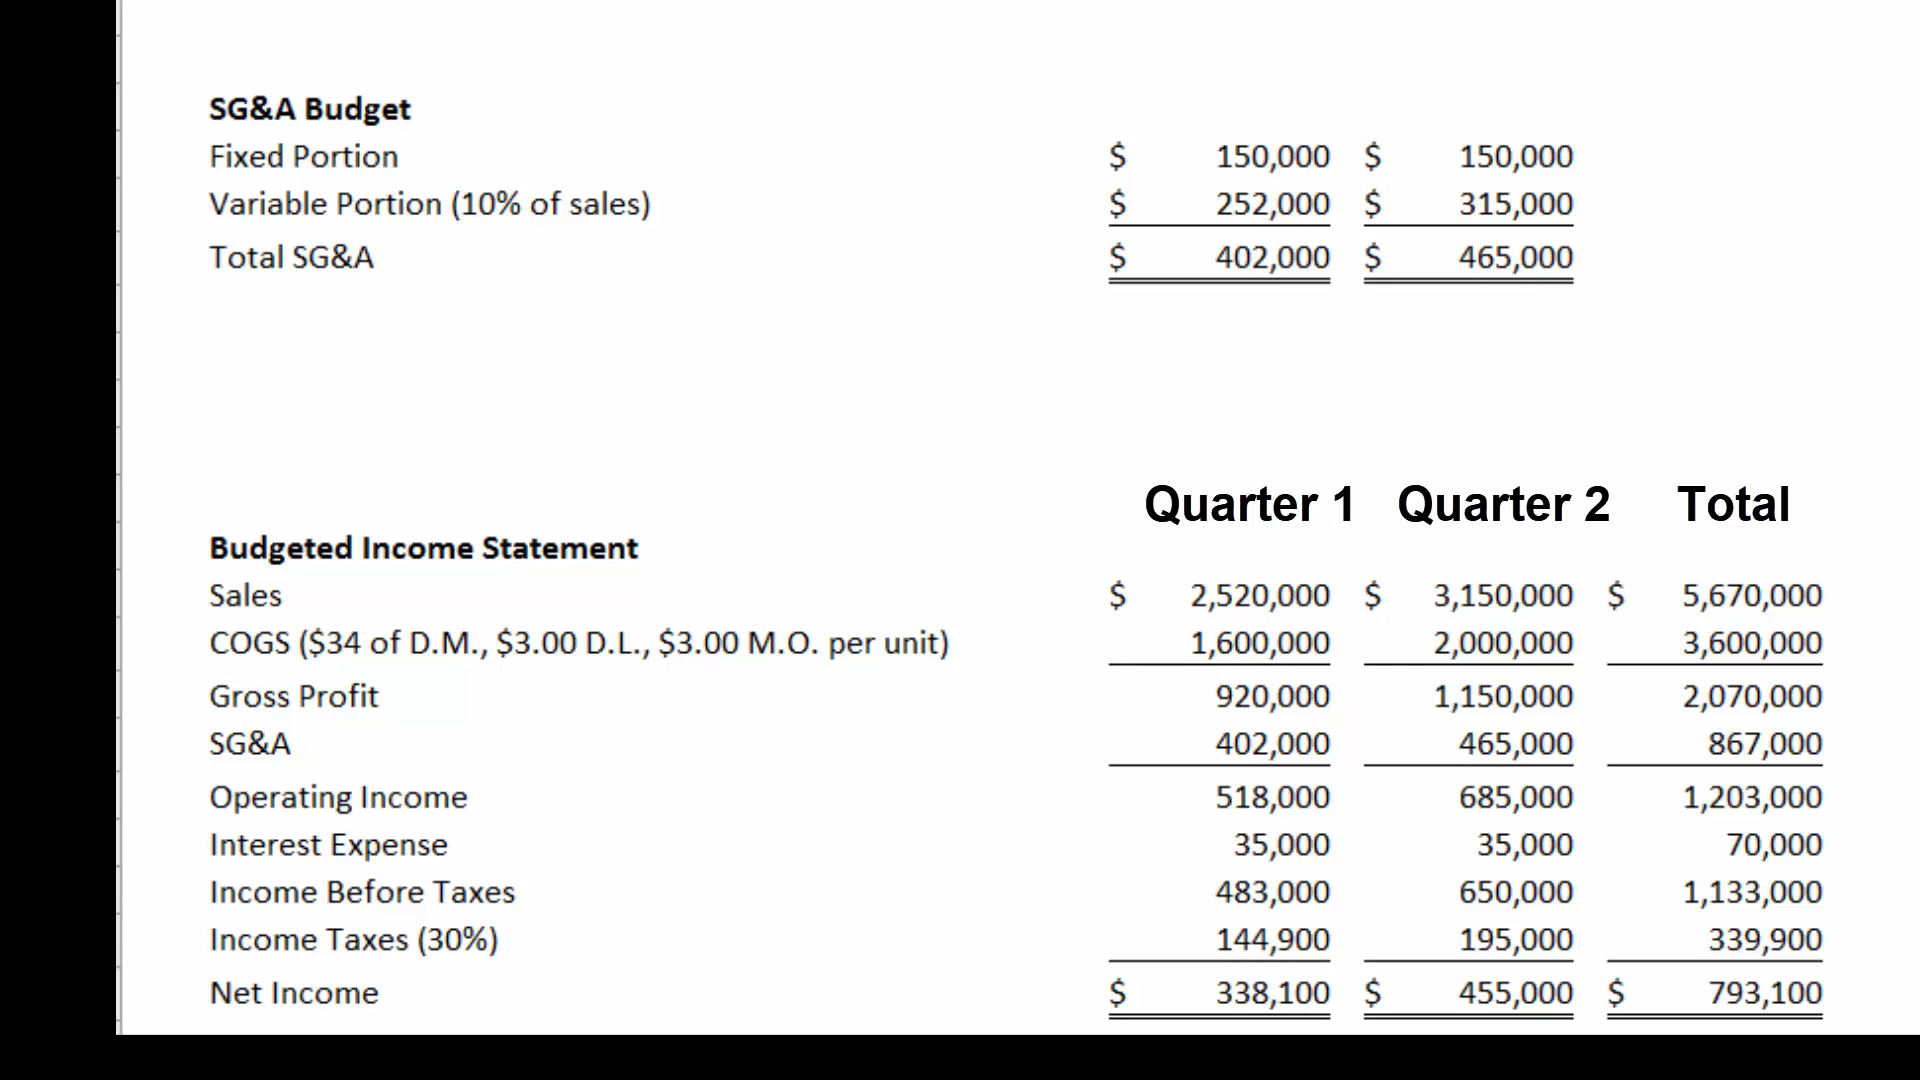 SG&A Budget
Fixed Portion $ 150,000 $ 150,000
Variable Portion (10% of sales) $ 252,000 $ 315,000
Total SG&A $ 402,000 $ 465,000
Quarter 1 Quarter 2 Total
Budgeted Income Statement
Sales $ 2,520,000 $ 3,150,000 $ 5,670,000
COGS ($34 of D.M., $3.00 D.L., $3.00 M.O. per unit) 1,600,000 2,000,000 3,600,000
Gross Profit 920,000 1,150,000 2,070,000
SG&A 402,000 465,000 867,000
Operating Income 518,000 685,000 1,203,000
Interest Expense 35,000 35,000 70,000
Income Before Taxes 483,000 650,000 1,133,000
Income Taxes (30%) 144,900 195,000 339,900
Net Income $ 338,100 $ 455,000 $ 793,100